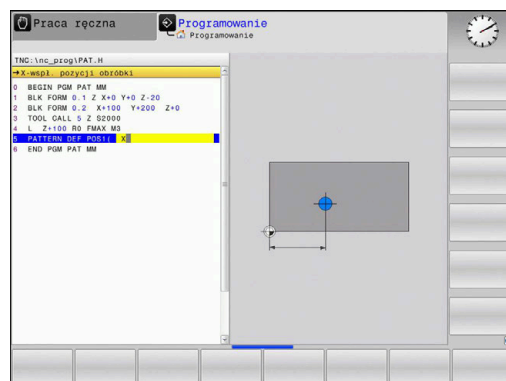 Praca ręczna
Programowanie
Programowanie
TNC:\nc_prog\PAT.H
→X-wspł. pozycji obróbki
0 BEGIN PGM PAT MM
1 BLK FORM 0.1 Z X+0 Y+0 Z-20
2 BLK FORM 0.2 X+100 Y+200 Z+0
3 TOOL CALL 5 Z S2000
4 L Z+100 R0 FMAX M3
5 PATTERN DEF POS1( X
6 END PGM PAT MM